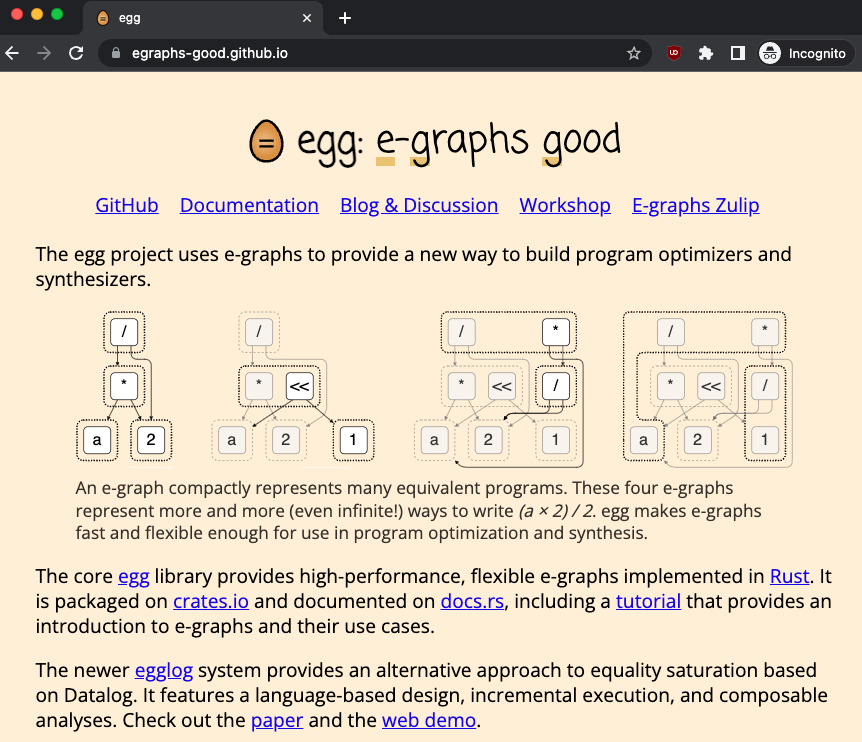 egg
egraphs-good.github.io
Incognito
egg: e-graphs good
GitHub Documentation Blog & Discussion Workshop E-graphs Zulip
The egg project uses e-graphs to provide a new way to build program optimizers and
synthesizers.
/ / / * / *
* * << * << / * << /
a 2 a 2 1 a 2 1 a 2 1
An e-graph compactly represents many equivalent programs. These four e-graphs
represent more and more (even infinite!) ways to write (a × 2) / 2. egg makes e-graphs
fast and flexible enough for use in program optimization and synthesis.
The core egg library provides high-performance, flexible e-graphs implemented in Rust. It
is packaged on crates.io and documented on docs.rs, including a tutorial that provides an
introduction to e-graphs and their use cases.
The newer egglog system provides an alternative approach to equality saturation based
on Datalog. It features a language-based design, incremental execution, and composable
analyses. Check out the paper and the web demo.